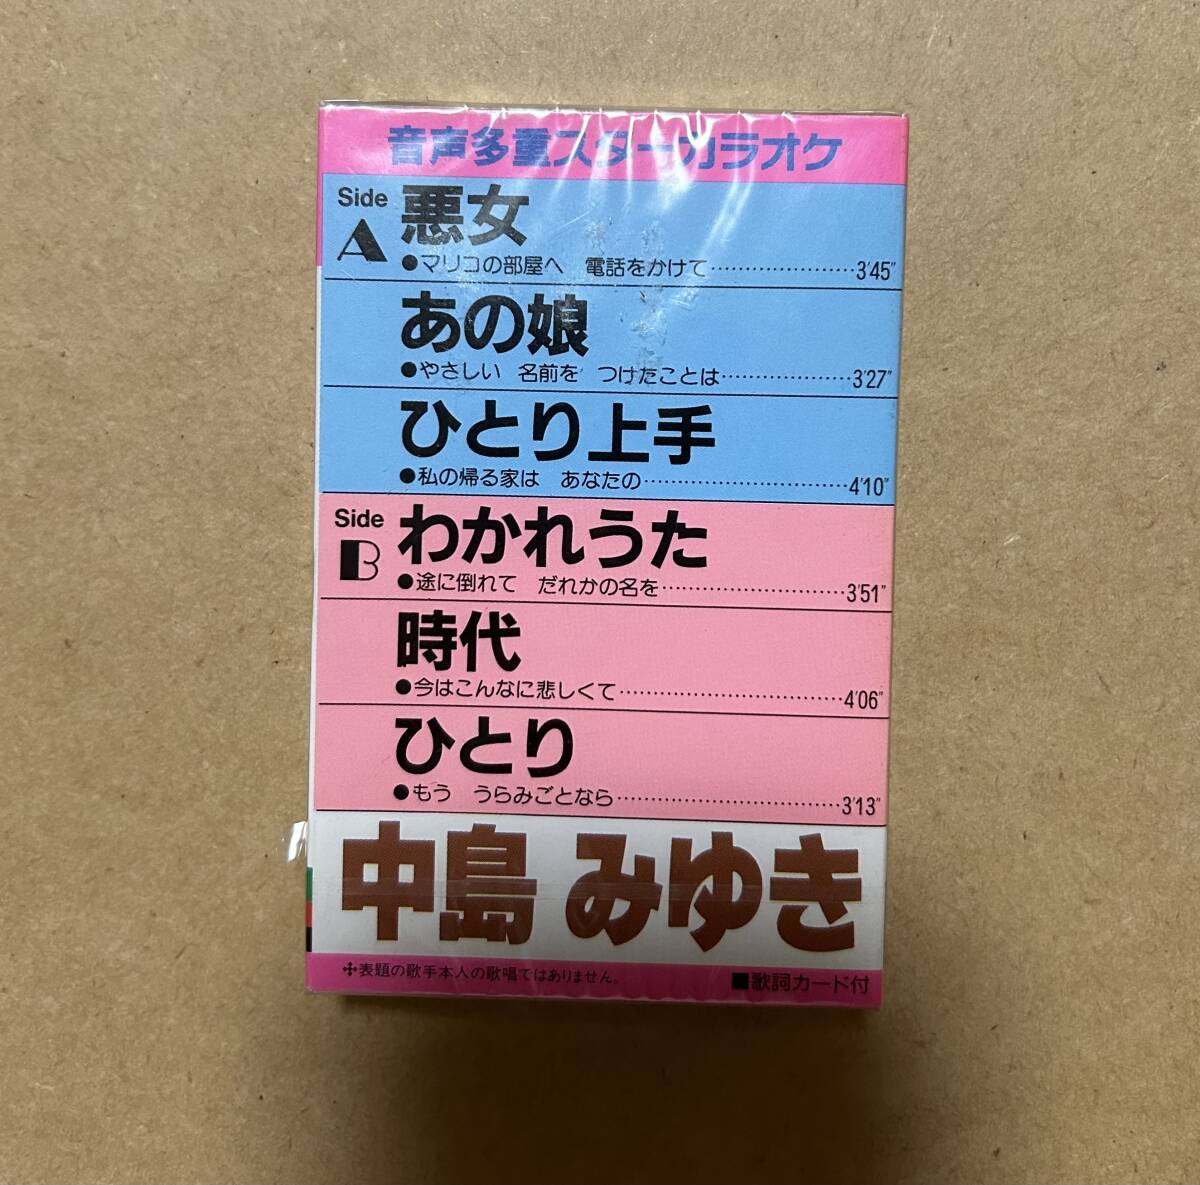 音声多重スターカラオケ
Side A
悪女
●マリコの部屋へ　電話をかけて……………………3′45″
あの娘
●やさしい　名前を　つけたことは…………………3′27″
ひとり上手
●私の帰る家は　あなたの……………………………4′10″
Side B
わかれうた
●途に倒れて　だれかの名を…………………………3′51″
時代
●今はこんなに悲しくて………………………………4′06″
ひとり
●もう　うらみごとなら………………………………3′13″
中島 みゆき
✣表題の歌手本人の歌唱ではありません。
■歌詞カード付